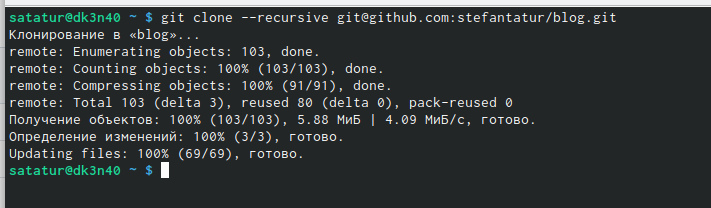 satatur@dk3n40 ~ $ git clone --recursive git@github.com:stefantatur/blog.git
Клонирование в «blog»...
remote: Enumerating objects: 103, done.
remote: Counting objects: 100% (103/103), done.
remote: Compressing objects: 100% (91/91), done.
remote: Total 103 (delta 3), reused 80 (delta 0), pack-reused 0
Получение объектов: 100% (103/103), 5.88 МиБ | 4.09 МиБ/с, готово.
Определение изменений: 100% (3/3), готово.
Updating files: 100% (69/69), готово.
satatur@dk3n40 ~ $